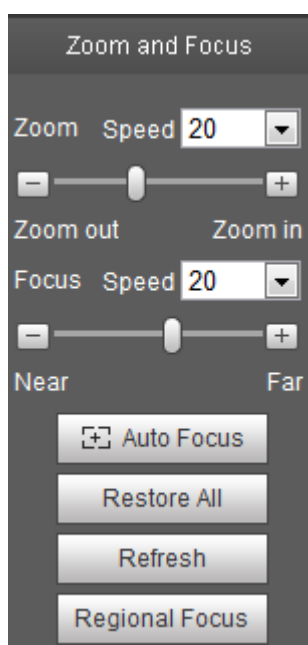 Zoom and Focus
Zoom Speed 20
Zoom out Zoom in
Focus Speed 20
Near Far
Auto Focus
Restore All
Refresh
Regional Focus